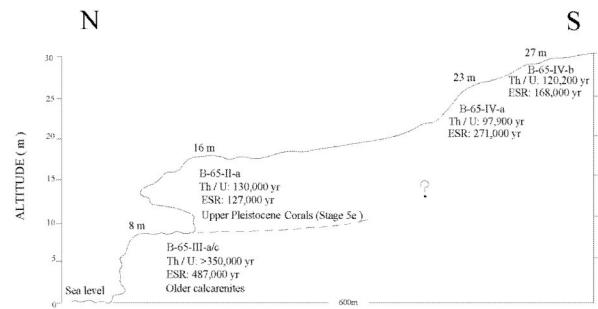 N
S
30
25
20
15
10
5
0
ALTITUDE ( m )
27 m
B-65-IV-b
Th / U: 120,200 yr
ESR: 168,000 yr
23 m
B-65-IV-a
Th / U: 97,900 yr
ESR: 271,000 yr
16 m
B-65-II-a
Th / U: 130,000 yr
ESR: 127,000 yr
Upper Pleistocene Corals (Stage 5e)
?
8 m
B-65-III-a/c
Th / U: >350,000 yr
ESR: 487,000 yr
Older calcarenites
Sea level
600m